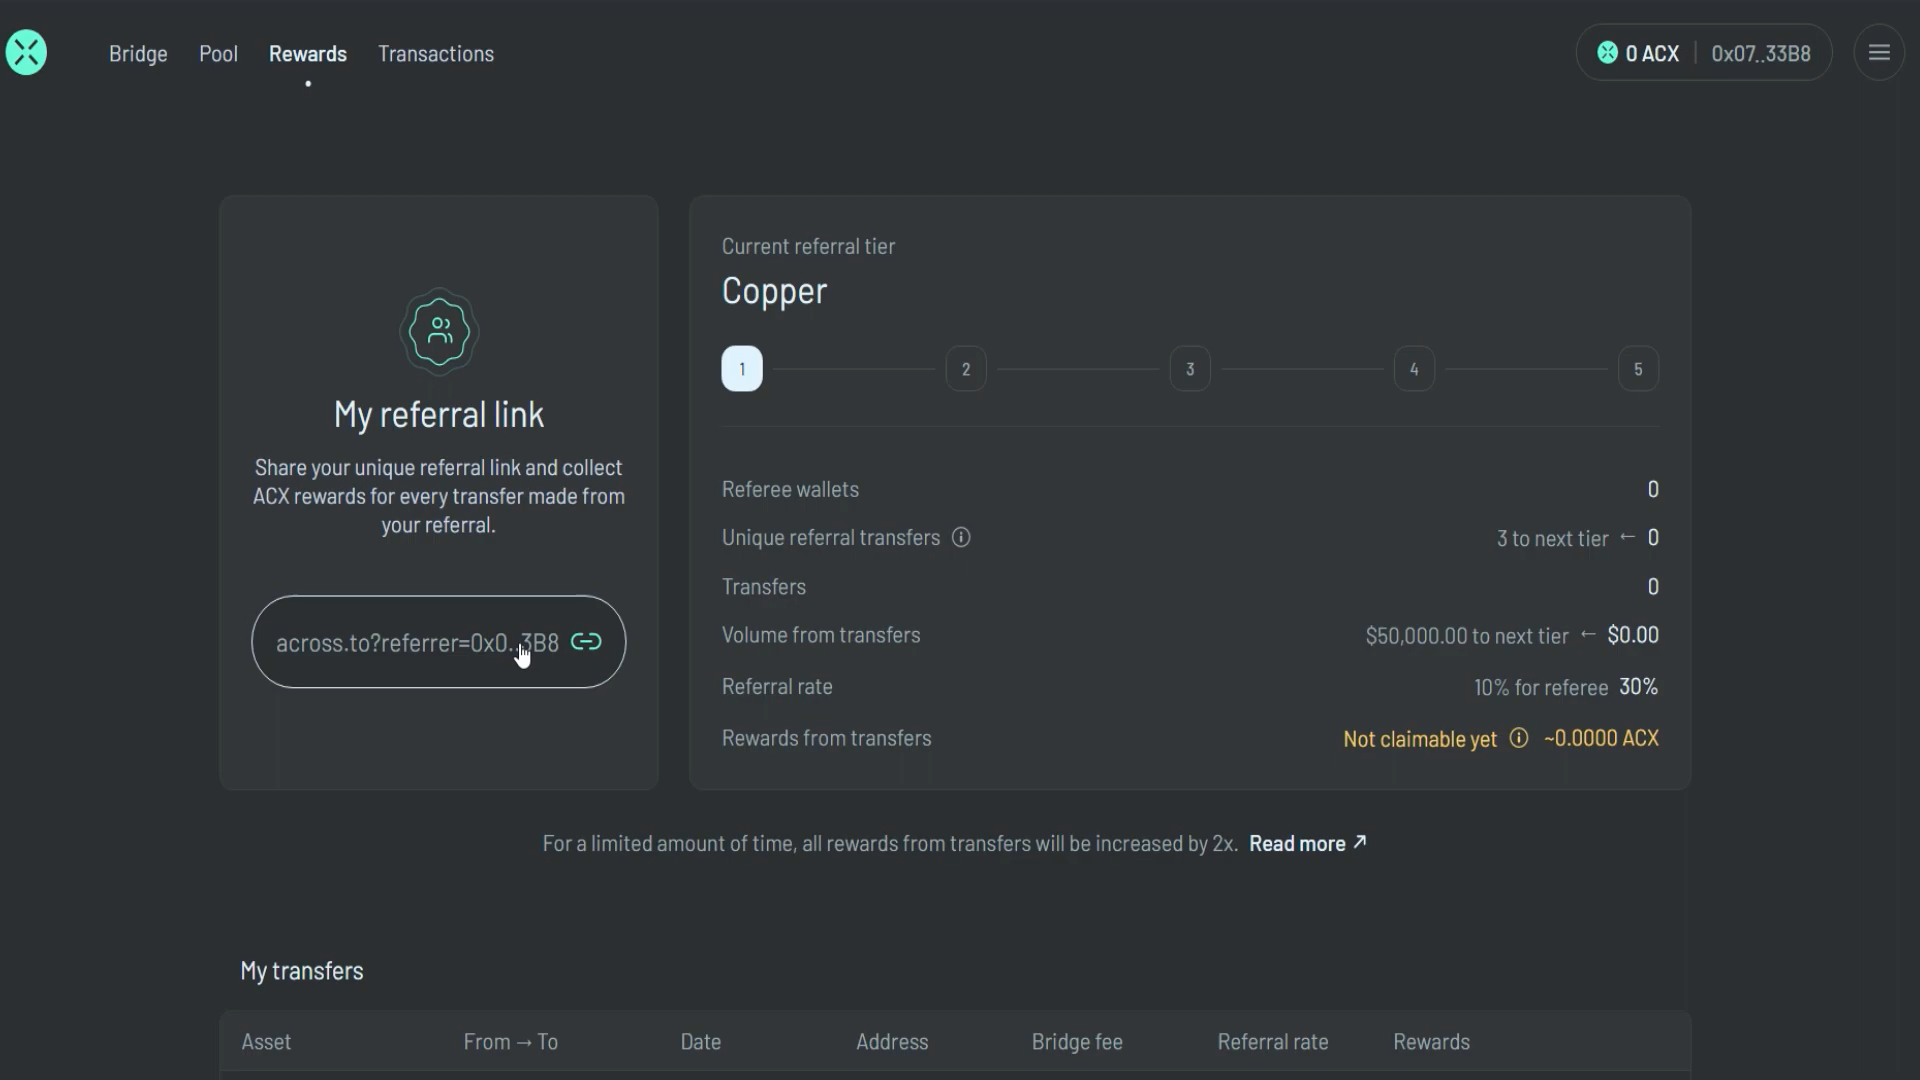 Bridge Pool Rewards Transactions 0 ACX 0x07..33B8
Current referral tier
Copper
1 2 3 4 5
My referral link
Share your unique referral link and collect
ACX rewards for every transfer made from
your referral.
across.to?referrer=0x0..3B8
Referee wallets 0
Unique referral transfers 3 to next tier ← 0
Transfers 0
Volume from transfers $50,000.00 to next tier ← $0.00
Referral rate 10% for referee 30%
Rewards from transfers Not claimable yet ~0.0000 ACX
For a limited amount of time, all rewards from transfers will be increased by 2x. Read more ↗
My transfers
Asset From → To Date Address Bridge fee Referral rate Rewards